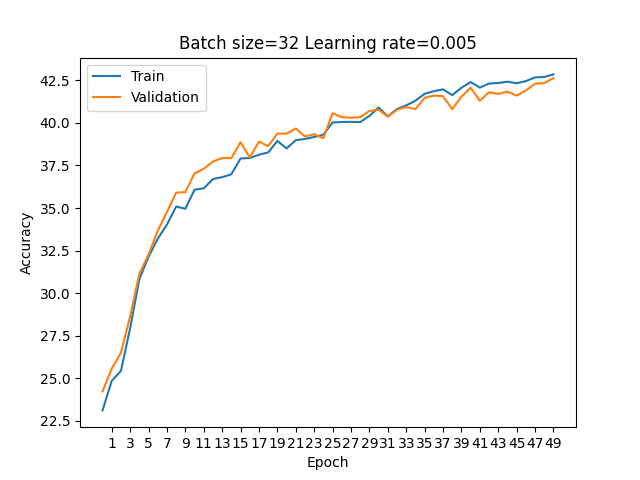 Batch size=32 Learning rate=0.005
Train
Validation
42.5
40.0
37.5
35.0
32.5
30.0
27.5
25.0
22.5
Accuracy
1 3 5 7 9 11 13 15 17 19 21 23 25 27 29 31 33 35 37 39 41 43 45 47 49
Epoch